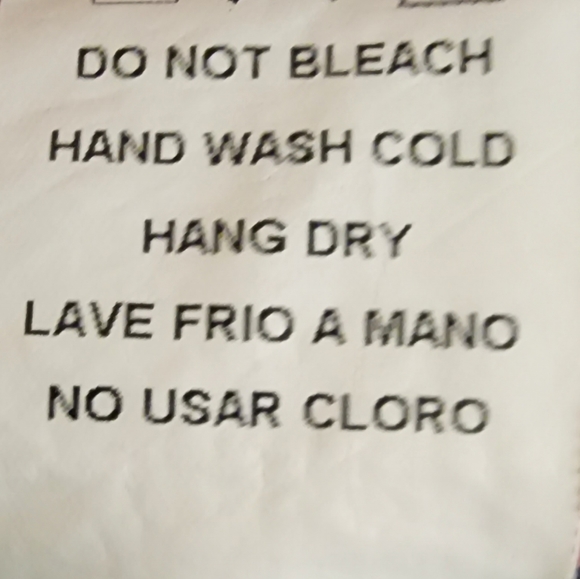 DO NOT BLEACH
HAND WASH COLD
HANG DRY
LAVE FRIO A MANO
NO USAR CLORO